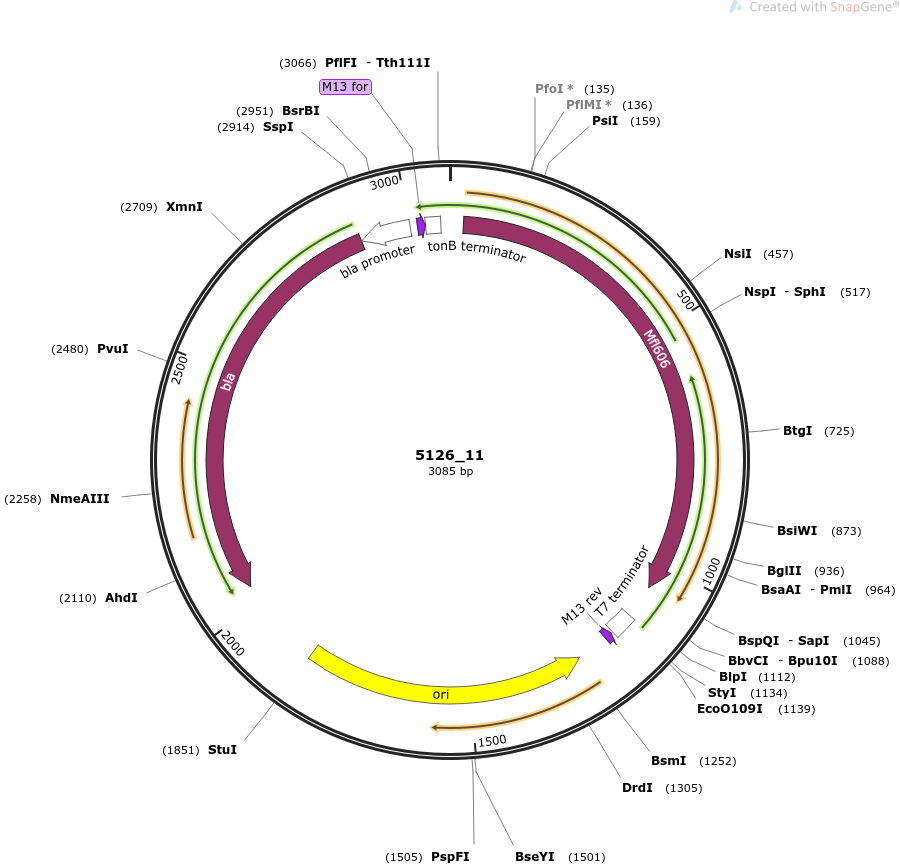 Created with SnapGene®
(3066) PflFI - Tth111I
M13 for
(2951) BsrBI
(2914) SspI
PfoI * (135)
PflMI * (136)
PsiI (159)
3000
(2709) XmnI
bla promoter
tonB terminator
NsiI (457)
NspI - SphI (517)
500
Mfl606
(2480) PvuI
2500
bla
BtgI (725)
5126_11
3085 bp
(2258) NmeAIII
BsiWI (873)
BglII (936)
BsaAI - PmlI (964)
1000
(2110) AhdI
M13 rev
T7 terminator
BspQI - SapI (1045)
BbvCI - Bpu10I (1088)
BlpI (1112)
StyI (1134)
EcoO109I (1139)
2000
ori
(1851) StuI
1500
BsmI (1252)
DrdI (1305)
(1505) PspFI
BseYI (1501)